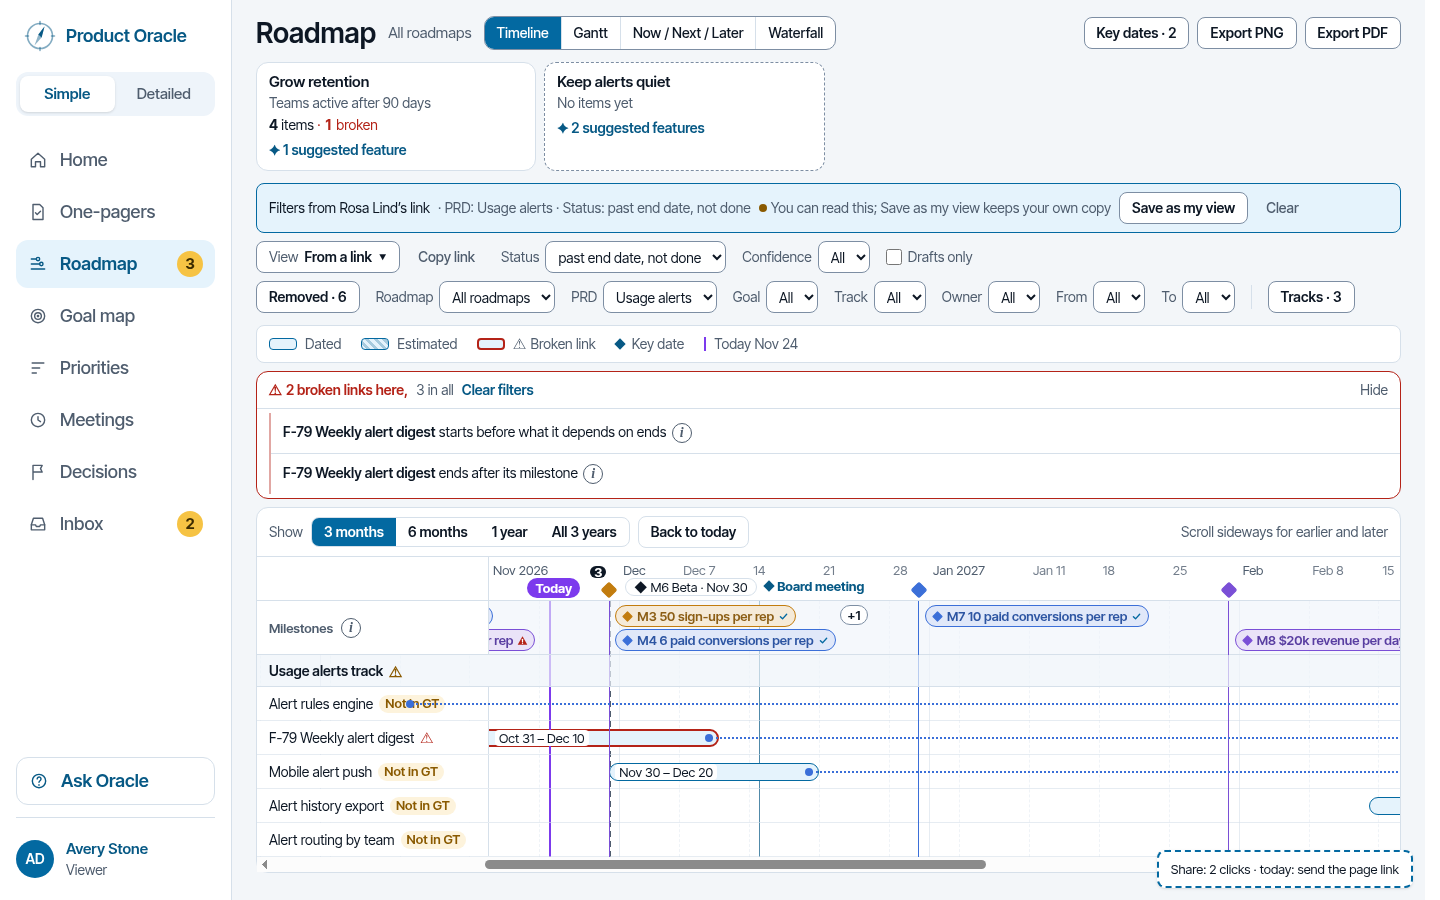 Product Oracle
Simple
Detailed
Home
One-pagers
Roadmap
3
Goal map
Priorities
Meetings
Decisions
Inbox
2
Ask Oracle
AD
Avery Stone
Viewer
Roadmap
All roadmaps
Timeline
Gantt
Now / Next / Later
Waterfall
Key dates · 2
Export PNG
Export PDF
Grow retention
Teams active after 90 days
4 items · 1 broken
1 suggested feature
Keep alerts quiet
No items yet
2 suggested features
Filters from Rosa Lind's link · PRD: Usage alerts · Status: past end date, not done
You can read this; Save as my view keeps your own copy
Save as my view
Clear
View From a link
Copy link
Status past end date, not done
Confidence All
Drafts only
Removed · 6
Roadmap All roadmaps
PRD Usage alerts
Goal All
Track All
Owner All
From All
To All
Tracks · 3
Dated
Estimated
⚠ Broken link
Key date
Today Nov 24
⚠ 2 broken links here, 3 in all Clear filters
Hide
F-79 Weekly alert digest starts before what it depends on ends i
F-79 Weekly alert digest ends after its milestone i
Show
3 months
6 months
1 year
All 3 years
Back to today
Scroll sideways for earlier and later
Nov 2026
3
Dec
Dec 7
14
21
28
Jan 2027
Jan 11
18
25
Feb
Feb 8
15
Today
M6 Beta · Nov 30
Board meeting
Milestones i
M3 50 sign-ups per rep ✓
+1
M7 10 paid conversions per rep ✓
rep ⚠
M4 6 paid conversions per rep ✓
M8 $20k revenue per day
Usage alerts track ⚠
Alert rules engine Not in GT
F-79 Weekly alert digest ⚠
Oct 31 – Dec 10
Mobile alert push Not in GT
Nov 30 – Dec 20
Alert history export Not in GT
Alert routing by team Not in GT
Share: 2 clicks · today: send the page link